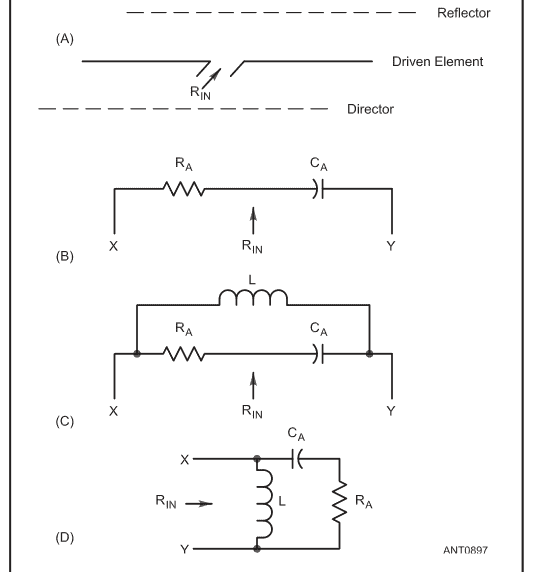 Reflector
(A)
Driven Element
RIN
Director
RA CA
X RIN Y
(B)
L
RA CA
X RIN Y
(C)
CA
X
RIN L RA
(D) Y
ANT0897